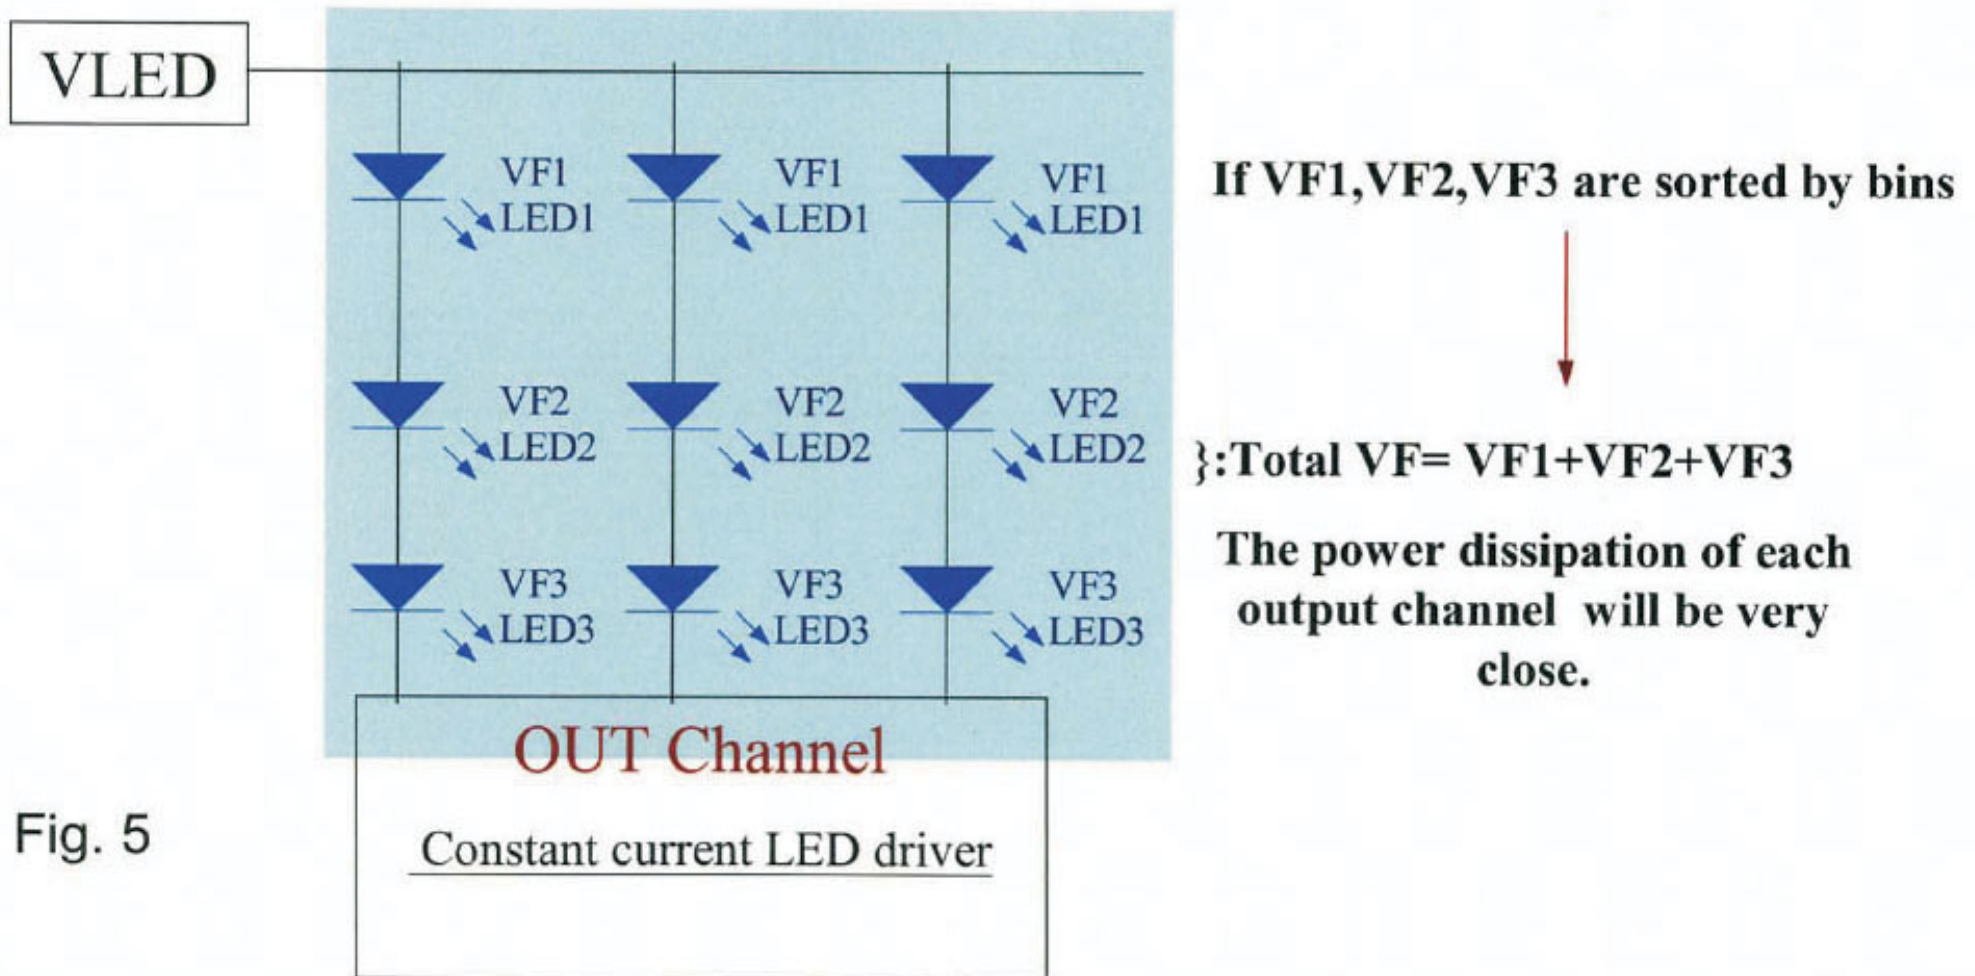 VLED
VF1
LED1
VF1
LED1
VF1
LED1
VF2
LED2
VF2
LED2
VF2
LED2
VF3
LED3
VF3
LED3
VF3
LED3
OUT Channel
Constant current LED driver
If VF1,VF2,VF3 are sorted by bins
}:Total VF= VF1+VF2+VF3
The power dissipation of each
output channel will be very
close.
Fig. 5